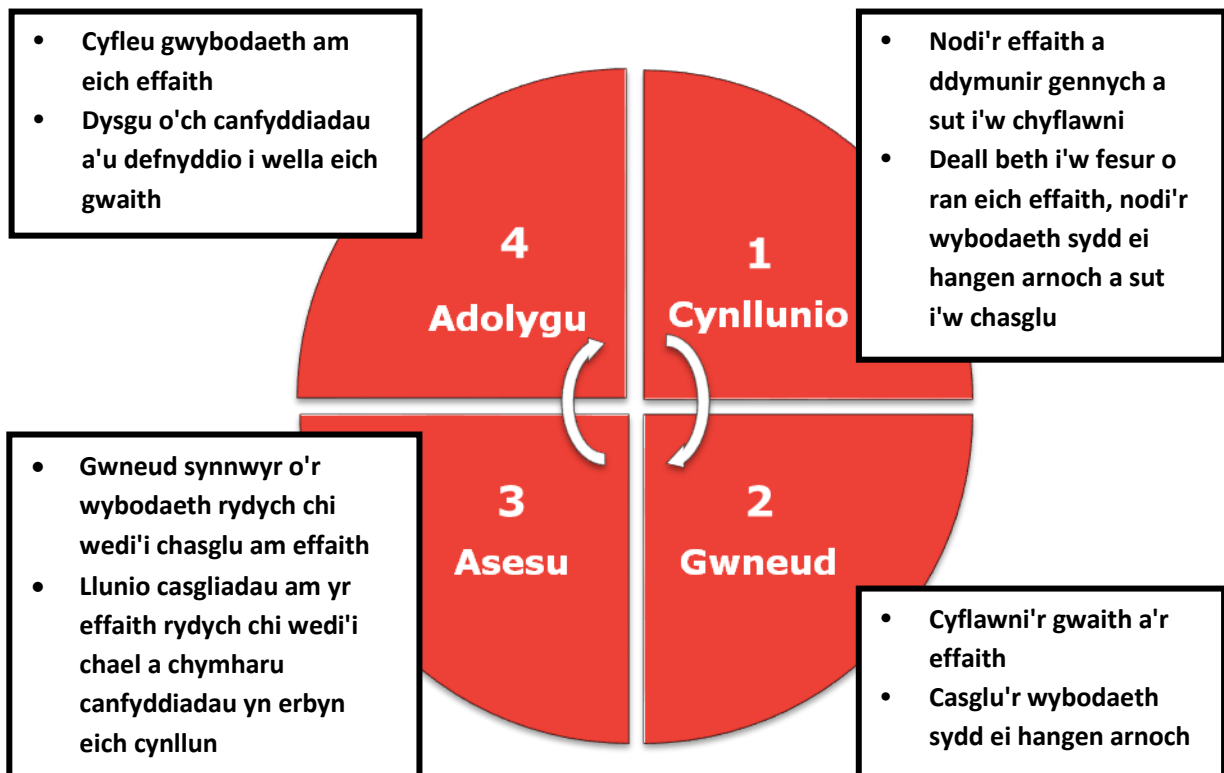 • Cyfleu gwybodaeth am
eich effaith
• Dysgu o'ch canfyddiadau
a'u defnyddio i wella eich
gwaith
• Nodi'r effaith a
ddymunir gennych a
sut i'w chyflawni
• Deall beth i'w fesur o
ran eich effaith, nodi'r
wybodaeth sydd ei
hangen arnoch a sut
i'w chasglu
4
Adolygu
1
Cynllunio
• Gwneud synnwyr o'r
wybodaeth rydych chi
wedi'i chasglu am effaith
• Llunio casgliadau am yr
effaith rydych chi wedi'i
chael a chymharu
canfyddiadau yn erbyn
eich cynllun
3
Asesu
2
Gwneud
• Cyflawni'r gwaith a'r
effaith
• Casglu'r wybodaeth
sydd ei hangen arnoch